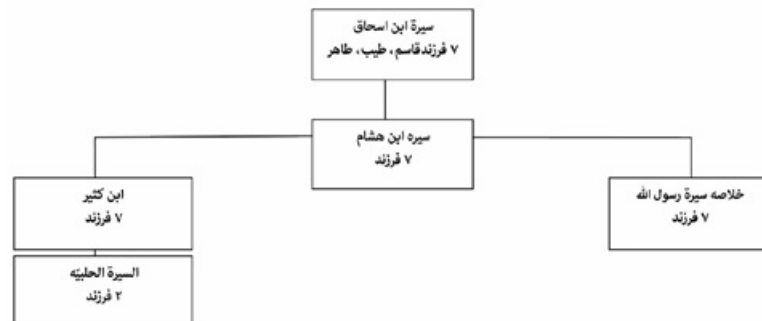 سیرة ابن اسحاق
۷ فرزندقاسم، طیب، طاهر
سیره ابن هشام
۷ فرزند
خلاصه سیرة رسول الله
۷ فرزند
ابن کثیر
۷ فرزند
السیرة الحلبیّه
۲ فرزند